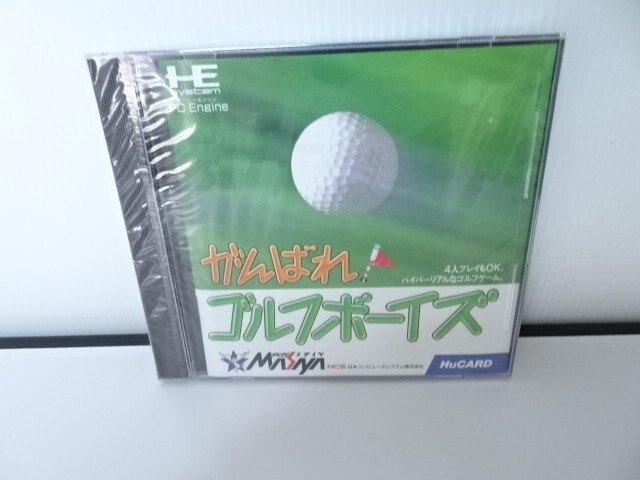 HE
system
PC Engine
がんばれ!
4人プレイもOK。
ハイパーリアルなゴルフゲーム。
ゴルフボーイズ
MASAYA
NCS 日本コンピュータシステム株式会社
HuCARD